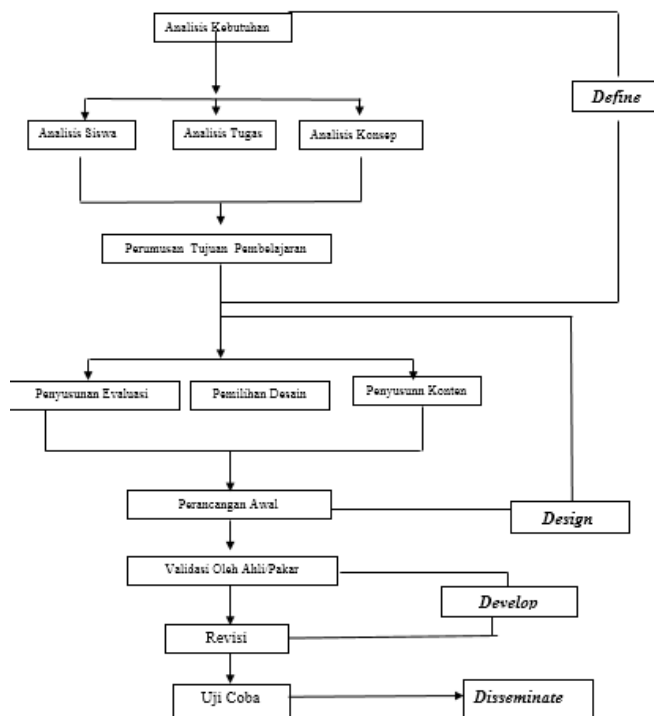 Analisis Kebutuhan
Define
Analisis Siswa
Analisis Tugas
Analisis Konsep
Perumusan Tujuan Pembelajaran
Penyusunan Evaluasi
Pemilihan Desain
Penyusunn Konten
Perancangan Awal
Design
Validasi Oleh Ahli/Pakar
Develop
Revisi
Uji Coba
Disseminate